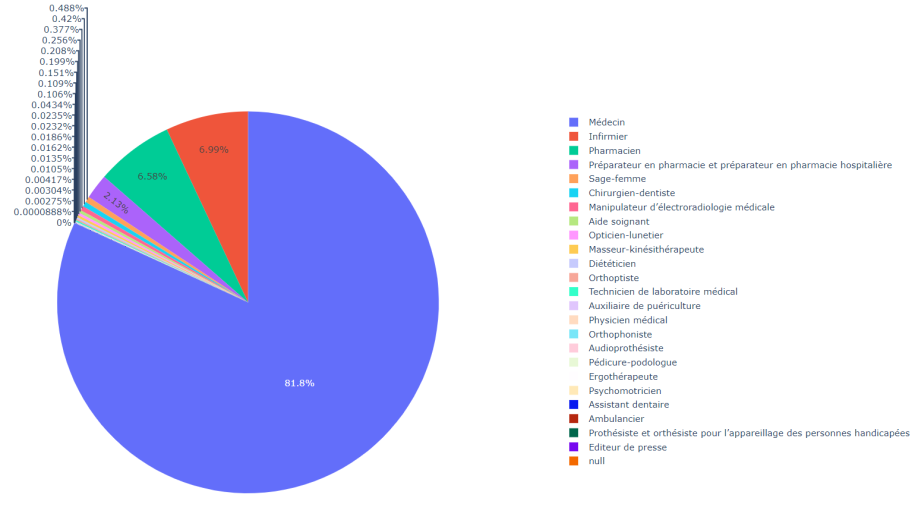 0.488%
0.42%
0.377%
0.256%
0.208%
0.199%
0.151%
0.109%
0.106%
0.0434%
0.0235%
0.0232%
0.0186%
0.0162%
0.0135%
0.0105%
0.00417%
0.00304%
0.00275%
0.0000888%
0%
6.99%
6.58%
2.13%
81.8%
Médecin
Infirmier
Pharmacien
Préparateur en pharmacie et préparateur en pharmacie hospitalière
Sage-femme
Chirurgien-dentiste
Manipulateur d’électroradiologie médicale
Aide soignant
Opticien-lunetier
Masseur-kinésithérapeute
Diététicien
Orthoptiste
Technicien de laboratoire médical
Auxiliaire de puériculture
Physicien médical
Orthophoniste
Audioprothésiste
Pédicure-podologue
Ergothérapeute
Psychomotricien
Assistant dentaire
Ambulancier
Prothésiste et orthésiste pour l’appareillage des personnes handicapées
Editeur de presse
null